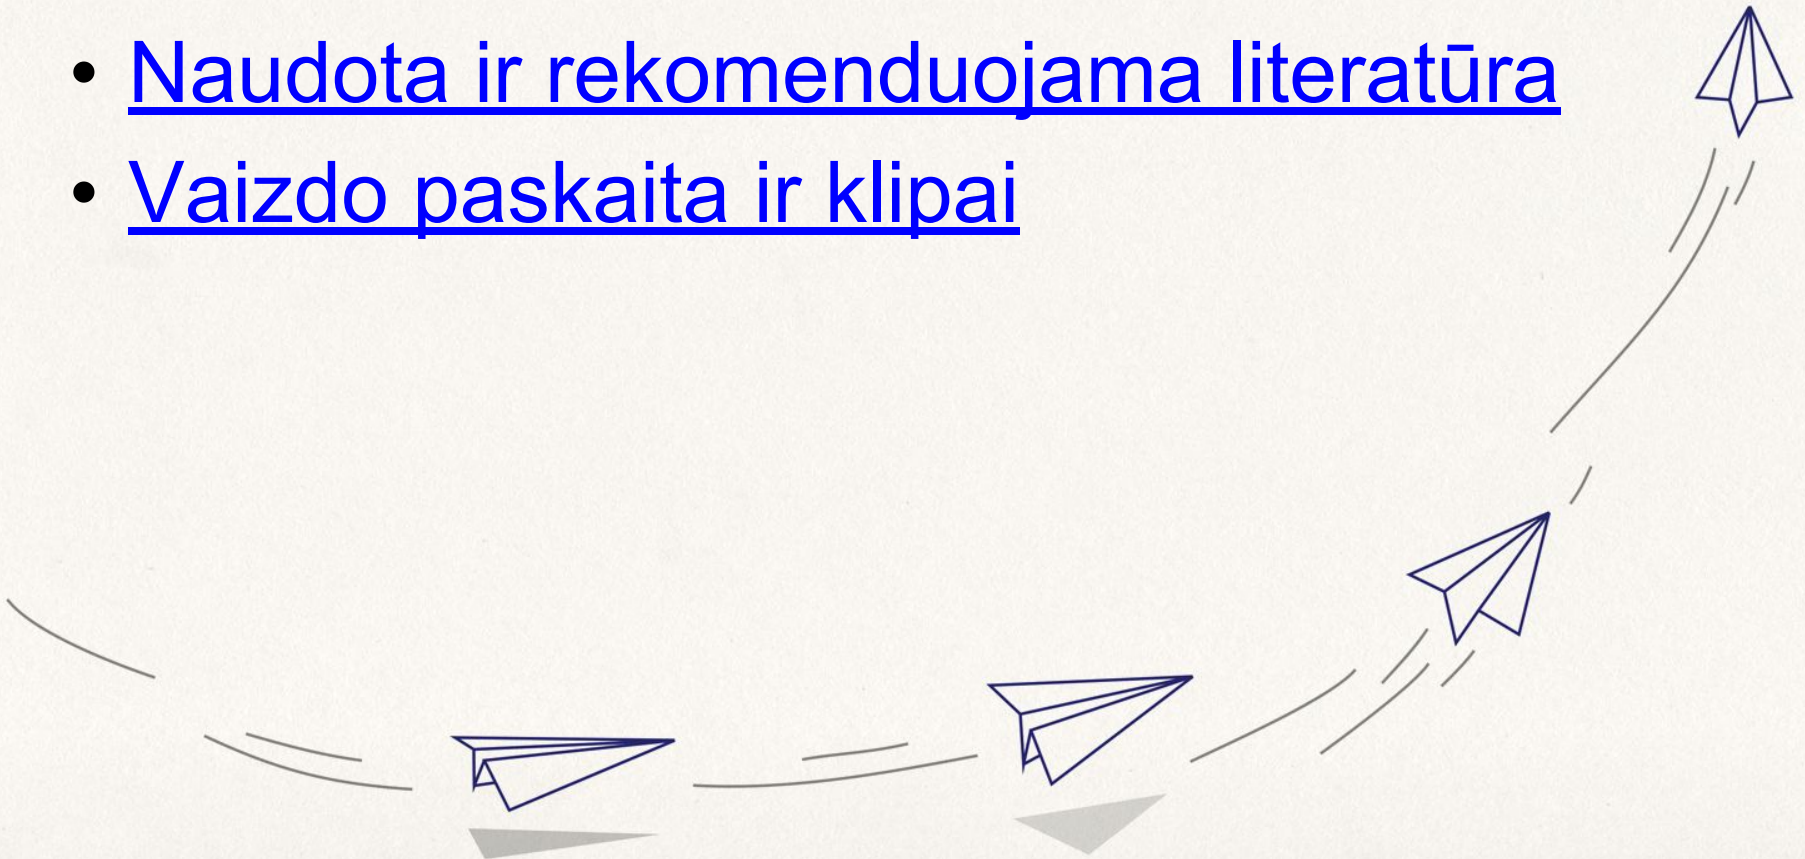 • Naudota ir rekomenduojama literatūra
• Vaizdo paskaita ir klipai